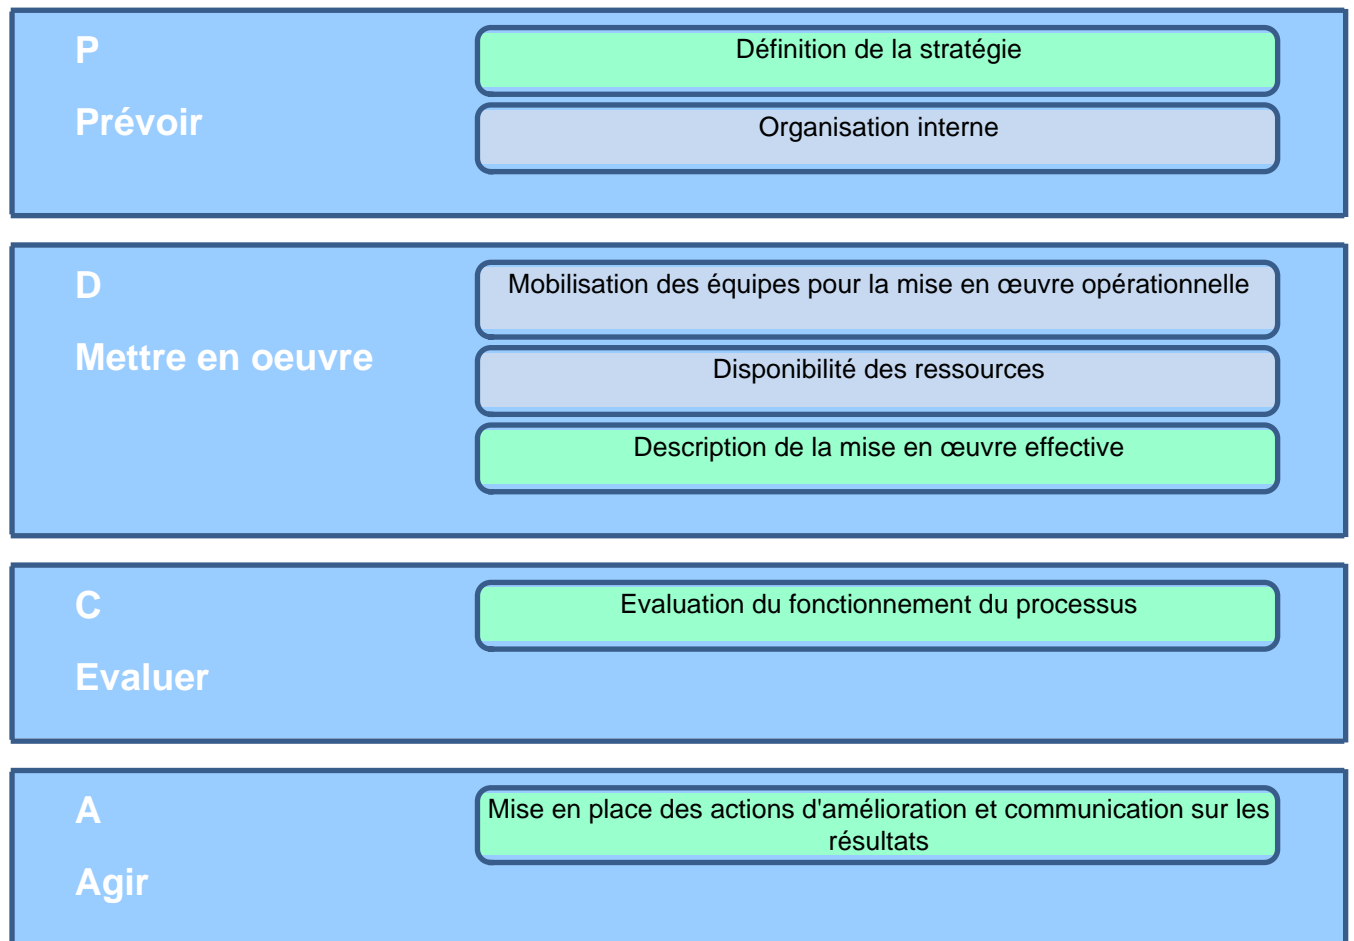 P
Prévoir
Définition de la stratégie
Organisation interne
D
Mettre en oeuvre
Mobilisation des équipes pour la mise en œuvre opérationnelle
Disponibilité des ressources
Description de la mise en œuvre effective
C
Evaluer
Evaluation du fonctionnement du processus
A
Agir
Mise en place des actions d'amélioration et communication sur les
résultats